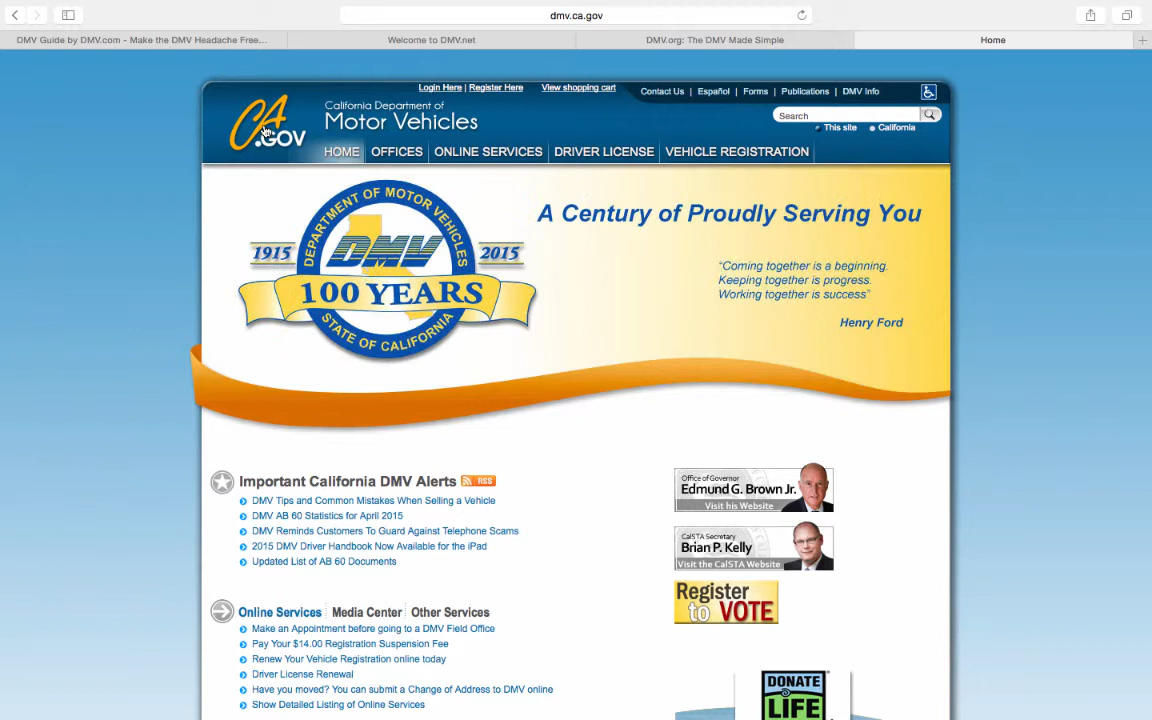 dmv.ca.gov
DMV Guide by DMV.com - Make the DMV Headache Free...
Welcome to DMV.net
DMV.org: The DMV Made Simple
Home
Login Here | Register Here
View shopping cart
Contact Us | Español | Forms | Publications | DMV Info
CA.GOV
California Department of
Motor Vehicles
Search
This site
California
HOME
OFFICES
ONLINE SERVICES
DRIVER LICENSE
VEHICLE REGISTRATION
DEPARTMENT OF MOTOR VEHICLES
1915
DMV
2015
100 YEARS
STATE OF CALIFORNIA
A Century of Proudly Serving You
“Coming together is a beginning.
Keeping together is progress.
Working together is success”
Henry Ford
Important California DMV Alerts
RSS
DMV Tips and Common Mistakes When Selling a Vehicle
DMV AB 60 Statistics for April 2015
DMV Reminds Customers To Guard Against Telephone Scams
2015 DMV Driver Handbook Now Available for the iPad
Updated List of AB 60 Documents
Online Services
Media Center
Other Services
Make an Appointment before going to a DMV Field Office
Pay Your $14.00 Registration Suspension Fee
Renew Your Vehicle Registration online today
Driver License Renewal
Have you moved? You can submit a Change of Address to DMV online
Show Detailed Listing of Online Services
Office of Governor
Edmund G. Brown Jr.
Visit his Website
CalSTA Secretary
Brian P. Kelly
Visit the CalSTA Website
Register
to VOTE
DONATE
LIFE